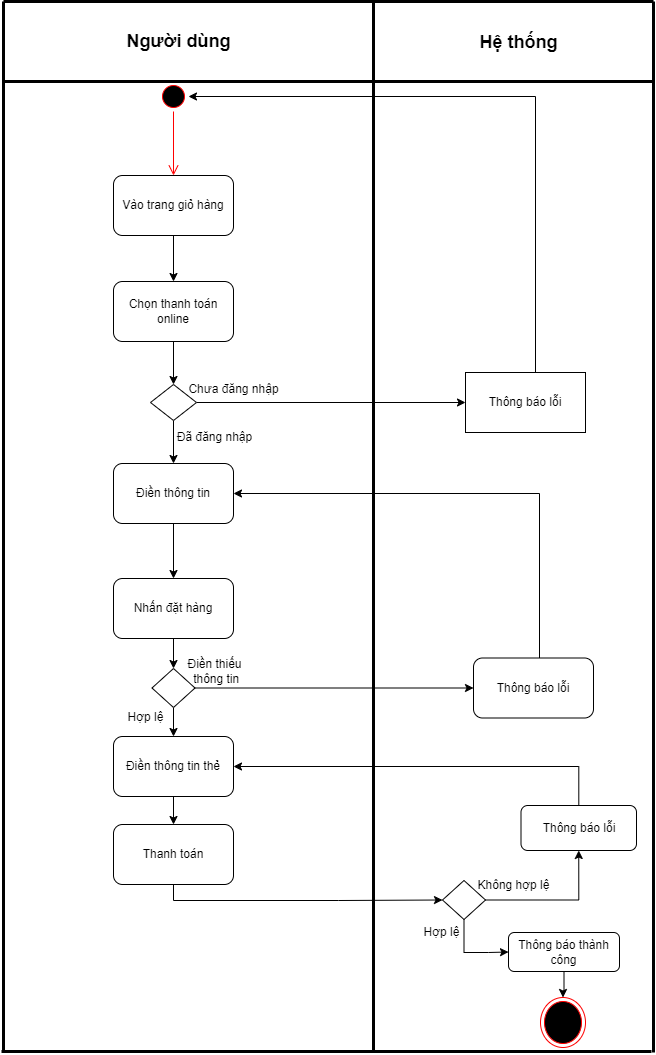 Người dùng
Hệ thống
Vào trang giỏ hàng
Chọn thanh toán
online
Chưa đăng nhập
Thông báo lỗi
Đã đăng nhập
Điền thông tin
Nhấn đặt hàng
Điền thiếu
thông tin
Thông báo lỗi
Hợp lệ
Điền thông tin thẻ
Thông báo lỗi
Thanh toán
Không hợp lệ
Hợp lệ
Thông báo thành
công